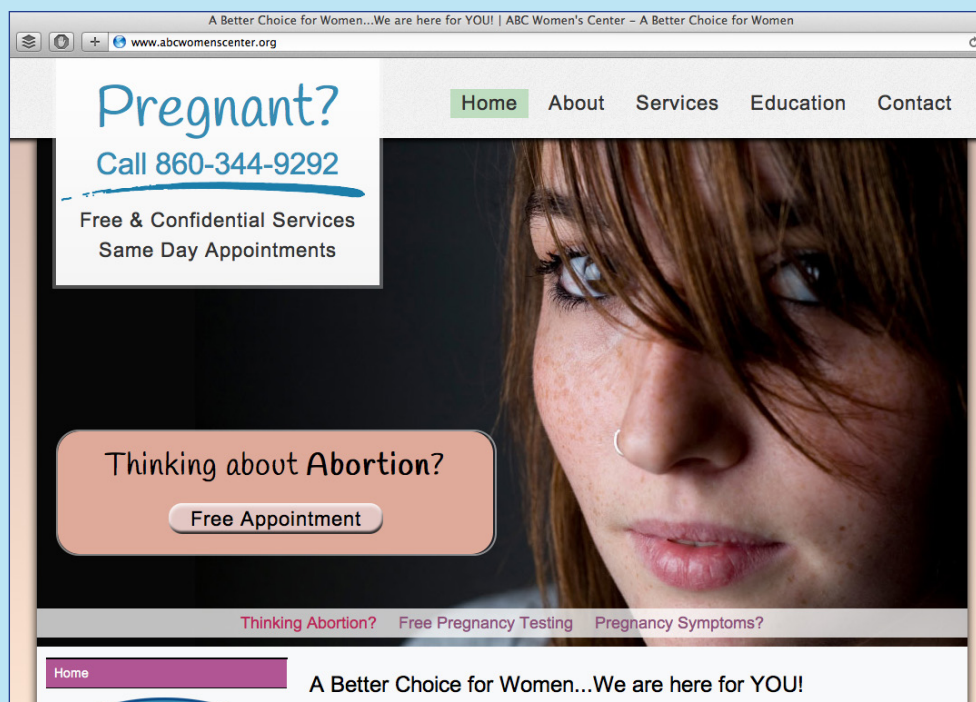 A Better Choice for Women...We are here for YOU! | ABC Women's Center – A Better Choice for Women
+ www.abcwomenscenter.org
Pregnant?
Call 860-344-9292
Free & Confidential Services
Same Day Appointments
Home About Services Education Contact
Thinking about Abortion?
Free Appointment
Thinking Abortion? Free Pregnancy Testing Pregnancy Symptoms?
Home
A Better Choice for Women...We are here for YOU!